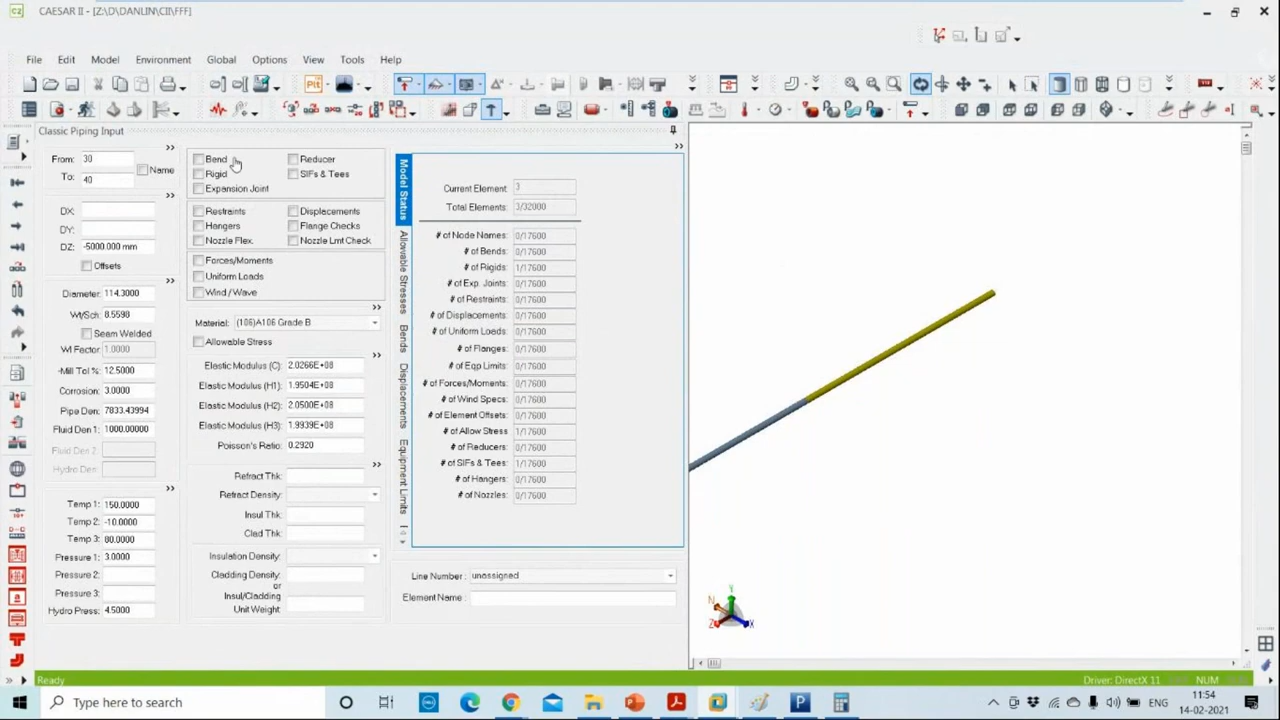 CAESAR II - [Z:\D\DANLIN\CII\FFF]
File Edit Model Environment Global Options View Tools Help
Classic Piping Input
From: 30
To: 40
Name
DX:
DY:
DZ: -5000.000 mm
Offsets
Diameter: 114.3000
Wt/Sch: 8.5598
Seam Welded
Wl Factor: 1.0000
-Mill Tol %: 12.5000
Corrosion: 3.0000
Pipe Den: 7833.43994
Fluid Den 1: 1000.00000
Fluid Den 2:
Hydro Den:
Temp 1: 150.0000
Temp 2: -10.0000
Temp 3: 80.0000
Pressure 1: 3.0000
Pressure 2:
Pressure 3:
Hydro Press: 4.5000
Bend Reducer
Rigid SIFs & Tees
Expansion Joint
Restraints Displacements
Hangers Flange Checks
Nozzle Flex. Nozzle Lmt Check
Forces/Moments
Uniform Loads
Wind / Wave
Material: (106)A106 Grade B
Allowable Stress
Elastic Modulus (C): 2.0266E+08
Elastic Modulus (H1): 1.9504E+08
Elastic Modulus (H2): 2.0500E+08
Elastic Modulus (H3): 1.9939E+08
Poisson's Ratio: 0.2920
Refract Thk:
Refract Density:
Insul Thk:
Clad Thk:
Insulation Density:
Cladding Density:
or
Insul/Cladding
Unit Weight:
Model Status
Allowable Stresses
Bends
Displacements
Equipment Limits
Current Element: 3
Total Elements: 3/32000
# of Node Names: 0/17600
# of Bends: 0/17600
# of Rigids: 1/17600
# of Exp. Joints: 0/17600
# of Restraints: 0/17600
# of Displacements: 0/17600
# of Uniform Loads: 0/17600
# of Flanges: 0/17600
# of Eqp Limits: 0/17600
# of Forces/Moments: 0/17600
# of Wind Specs: 0/17600
# of Element Offsets: 0/17600
# of Allow Stress 1/17600
# of Reducers: 0/17600
# of SIFs & Tees: 0/17600
# of Hangers: 0/17600
# of Nozzles: 0/17600
Line Number: unassigned
Element Name:
Y
N
Z
X
Ready
Driver: DirectX 11 NUM
Type here to search
ENG
11:54
14-02-2021